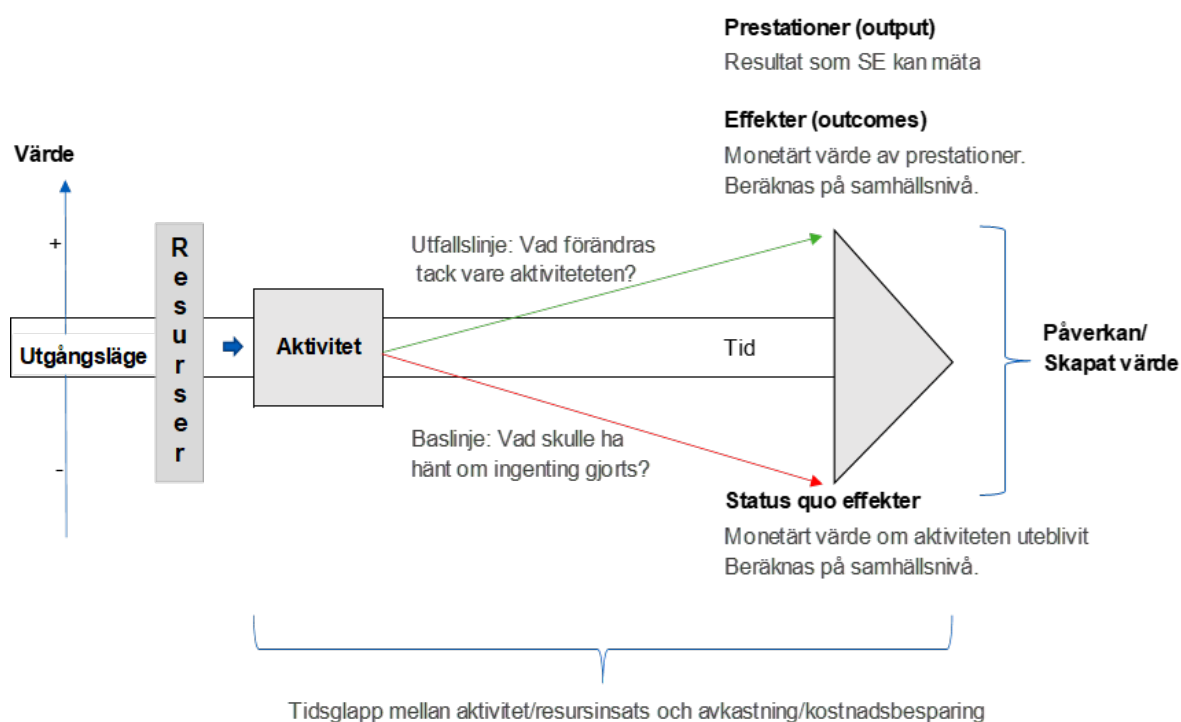 Prestationer (output)
Resultat som SE kan mäta
Effekter (outcomes)
Monetärt värde av prestationer.
Beräknas på samhällsnivå.
Värde
+
-
Utgångsläge
Resurser
Aktivitet
Utfallslinje: Vad förändras
tack vare aktiviteteten?
Tid
Baslinje: Vad skulle ha
hänt om ingenting gjorts?
Påverkan/
Skapat värde
Status quo effekter
Monetärt värde om aktiviteten uteblivit
Beräknas på samhällsnivå.
Tidsglapp mellan aktivitet/resursinsats och avkastning/kostnadsbesparing